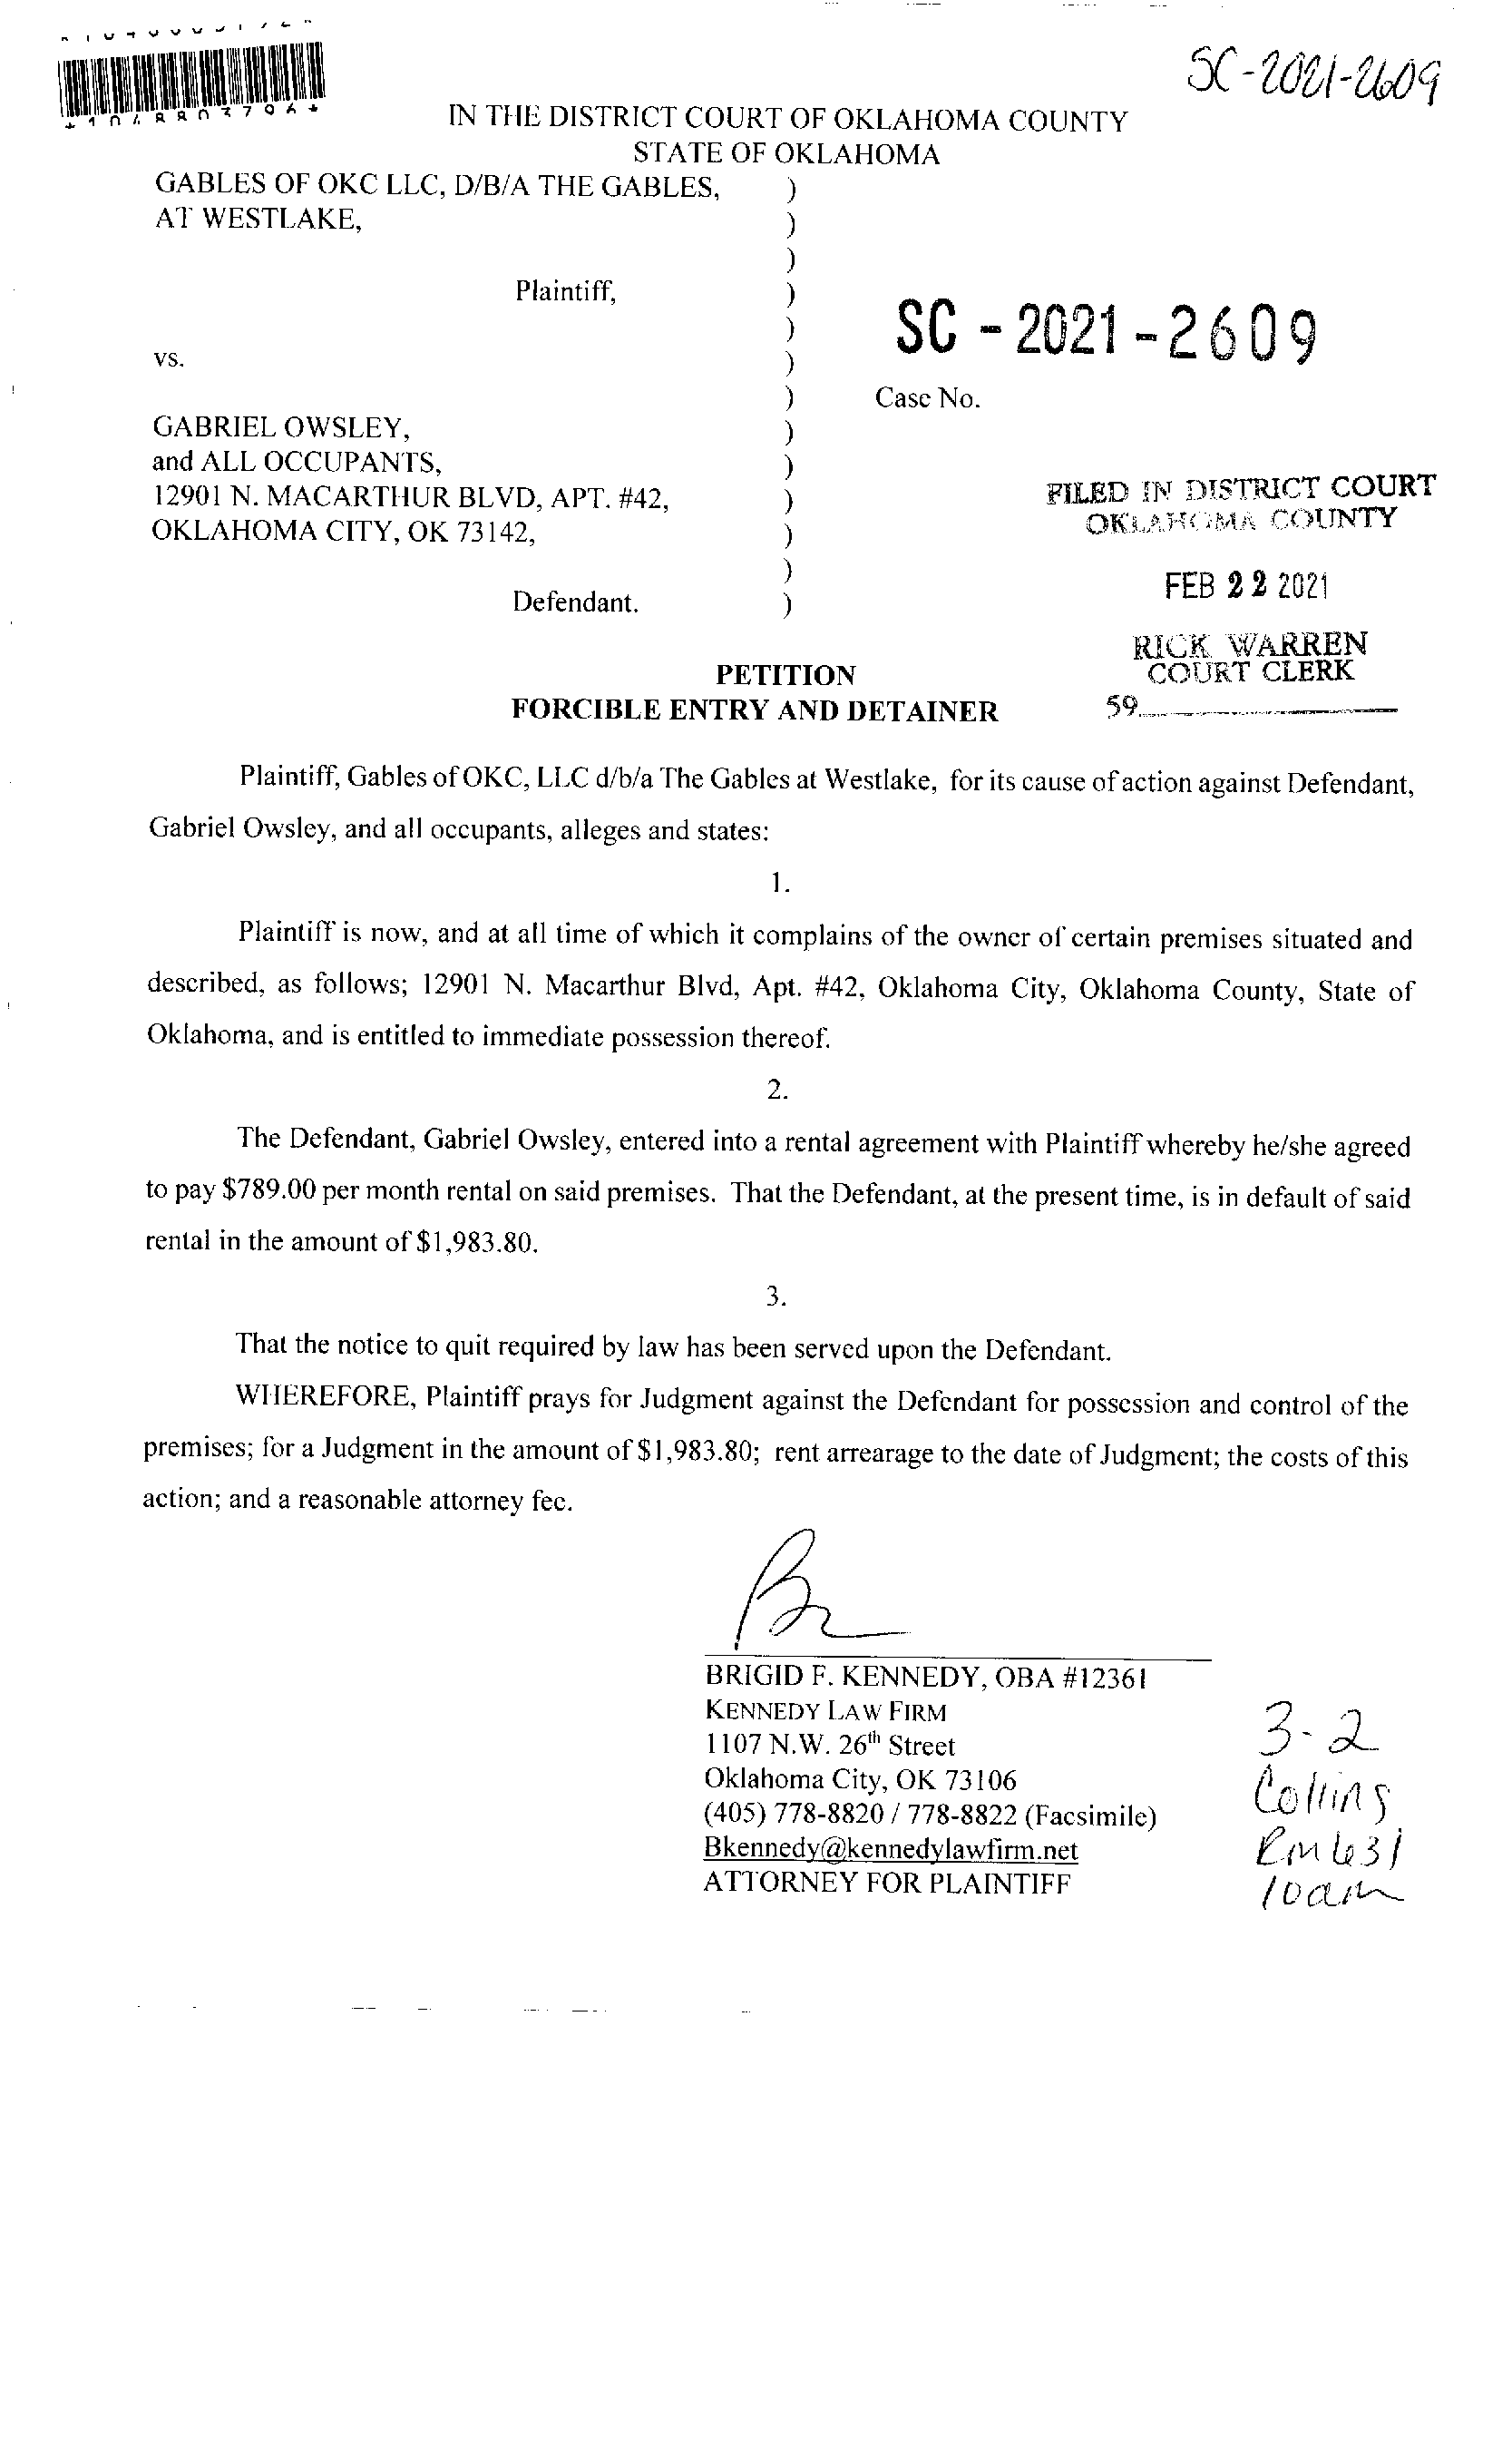 SC-2021-2609
*1048803796*
IN THE DISTRICT COURT OF OKLAHOMA COUNTY
STATE OF OKLAHOMA
GABLES OF OKC LLC, D/B/A THE GABLES, )
AT WESTLAKE, )
)
Plaintiff, )
)
SC - 2021 - 2609
vs. )
) Case No.
GABRIEL OWSLEY, )
and ALL OCCUPANTS, )
12901 N. MACARTHUR BLVD, APT. #42, )
OKLAHOMA CITY, OK 73142, )
)
Defendant. )
FILED IN DISTRICT COURT
OKLAHOMA COUNTY
FEB 22 2021
RICK WARREN
COURT CLERK
59
PETITION
FORCIBLE ENTRY AND DETAINER
Plaintiff, Gables of OKC, LLC d/b/a The Gables at Westlake, for its cause of action against Defendant,
Gabriel Owsley, and all occupants, alleges and states:
1.
Plaintiff is now, and at all time of which it complains of the owner of certain premises situated and
described, as follows; 12901 N. Macarthur Blvd, Apt. #42, Oklahoma City, Oklahoma County, State of
Oklahoma, and is entitled to immediate possession thereof.
2.
The Defendant, Gabriel Owsley, entered into a rental agreement with Plaintiff whereby he/she agreed
to pay $789.00 per month rental on said premises. That the Defendant, at the present time, is in default of said
rental in the amount of $1,983.80.
3.
That the notice to quit required by law has been served upon the Defendant.
WHEREFORE, Plaintiff prays for Judgment against the Defendant for possession and control of the
premises; for a Judgment in the amount of $1,983.80; rent arrearage to the date of Judgment; the costs of this
action; and a reasonable attorney fee.
BRIGID F. KENNEDY, OBA #12361
KENNEDY LAW FIRM
1107 N.W. 26th Street
Oklahoma City, OK 73106
(405) 778-8820 / 778-8822 (Facsimile)
Bkennedy@kennedylawfirm.net
ATTORNEY FOR PLAINTIFF
3-2
Collins
Rm 631
10am